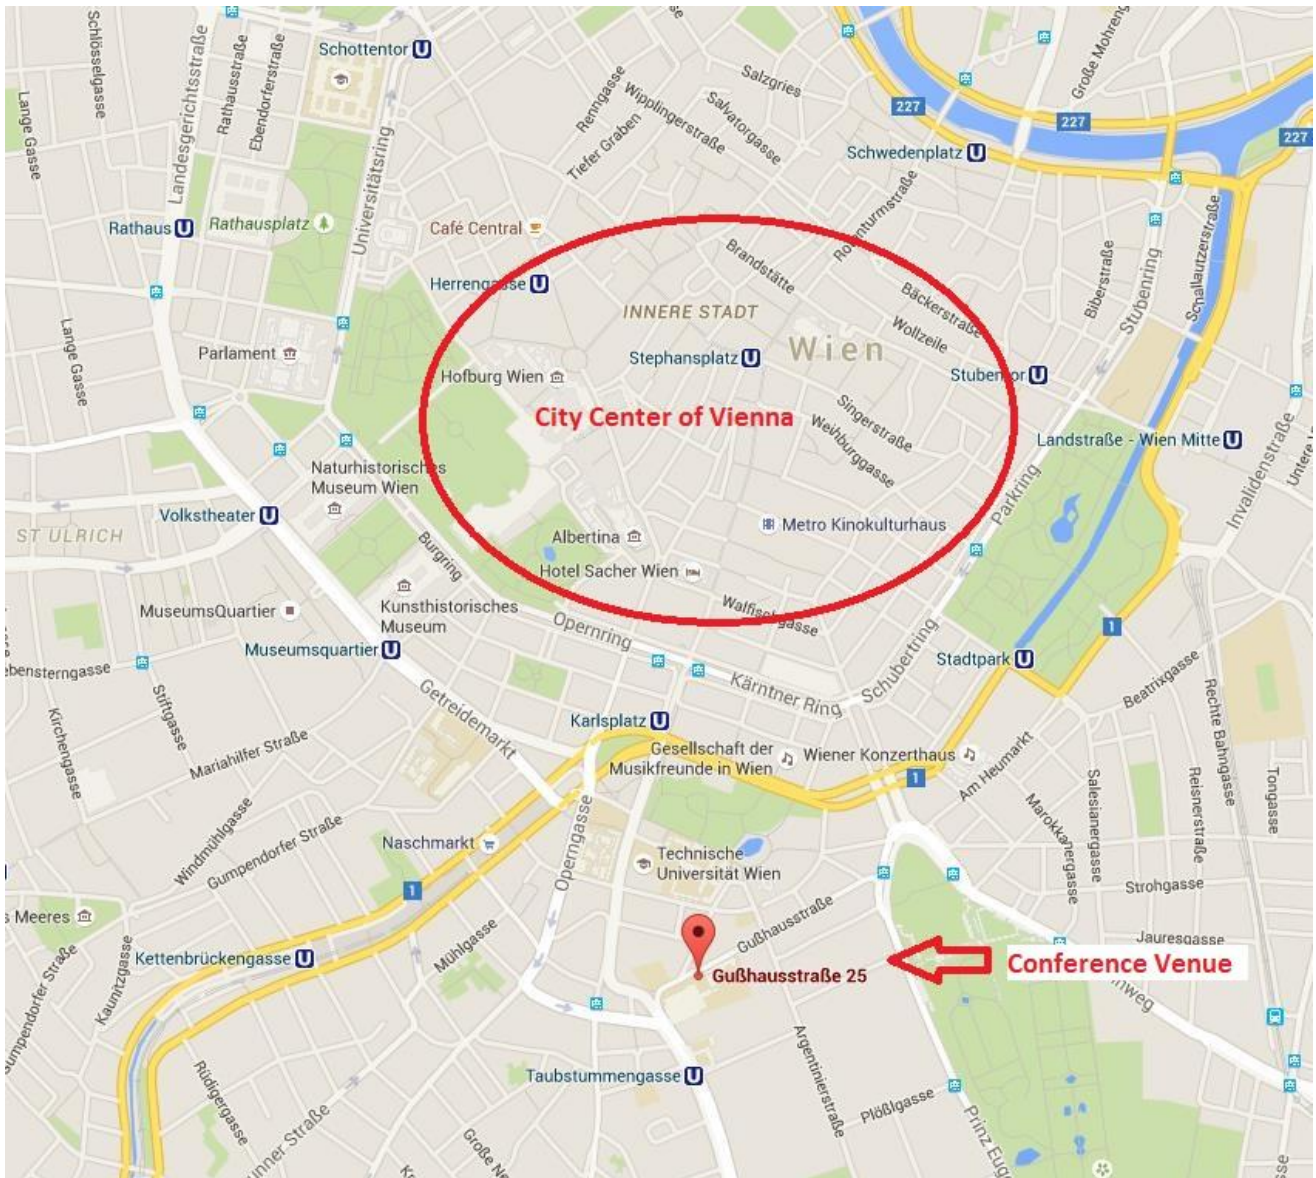 Schottentor
Schlösselgasse
Landesgerichtsstraße
Rathausstraße
Ebendorferstraße
Lange Gasse
Renngasse
Wipplingerstraße
Tiefer Graben
Salzgries
Salvatorgasse
227
227
227
Schwedenplatz
Universitätsring
Rathaus
Rathausplatz
Café Central
Herrengasse
Brandstätte
Rotenturmstraße
Bäckerstraße
Wollzeile
Biberstraße
Stubenring
INNERE STADT
Wien
Stephansplatz
Stubentor
Lange Gasse
Parlament
Hofburg Wien
City Center of Vienna
Singerstraße
Weihburggasse
Landstraße - Wien Mitte
Invalidenstraße
Naturhistorisches
Museum Wien
Volkstheater
ST ULRICH
Burgring
Albertina
Metro Kinokulturhaus
Parkring
Hotel Sacher Wien
Walfischgasse
MuseumsQuartier
Kunsthistorisches
Museum
Opernring
1
Museumsquartier
Schubertring
Stadtpark
Beatrixgasse
Rechte Bahngasse
Stiftgasse
Kirchengasse
Getreidemarkt
Kärntner Ring
Karlsplatz
Mariahilfer Straße
Gesellschaft der
Musikfreunde in Wien
Wiener Konzerthaus
1
Am Heumarkt
Salesianergasse
Reisnerstraße
Tongasse
Marokkanergasse
Windmühlgasse
Gumpendorfer Straße
Naschmarkt
Operngasse
Technische
Universität Wien
1
Strohgasse
s Meeres
Gußhausstraße
Jauresgasse
Kettenbrückengasse
Mühlgasse
Gußhausstraße 25
Conference Venue
Kaunitzgasse
Gumpendorfer Straße
Argentinierstraße
Taubstummengasse
Rüdigergasse
Plößlgasse